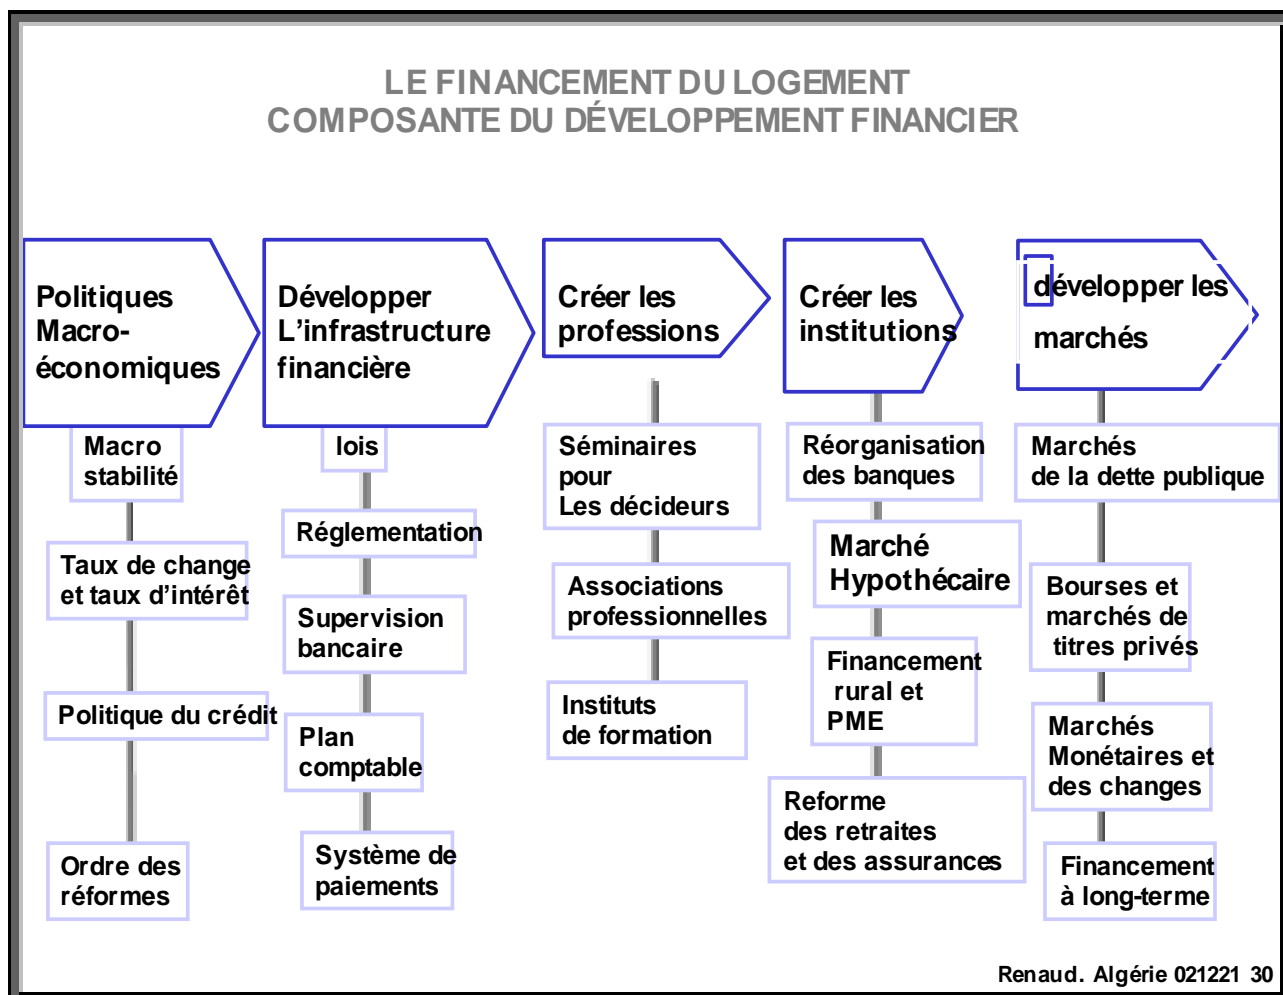 LE FINANCEMENT DU LOGEMENT
COMPOSANTE DU DÉVELOPPEMENT FINANCIER
Politiques
Macro-
économiques
Macro
stabilité
Taux de change
et taux d'intérêt
Politique du crédit
Ordre des
réformes
Développer
L'infrastructure
financière
lois
Réglementation
Supervision
bancaire
Plan
comptable
Système de
paiements
Créer les
professions
Séminaires
pour
Les décideurs
Associations
professionnelles
Instituts
de formation
Créer les
institutions
Réorganisation
des banques
Marché
Hypothécaire
Financement
rural et
PME
Reforme
des retraites
et des assurances
développer les
marchés
Marchés
de la dette publique
Bourses et
marchés de
titres privés
Marchés
Monétaires et
des changes
Financement
à long-terme
Renaud. Algérie 021221 30